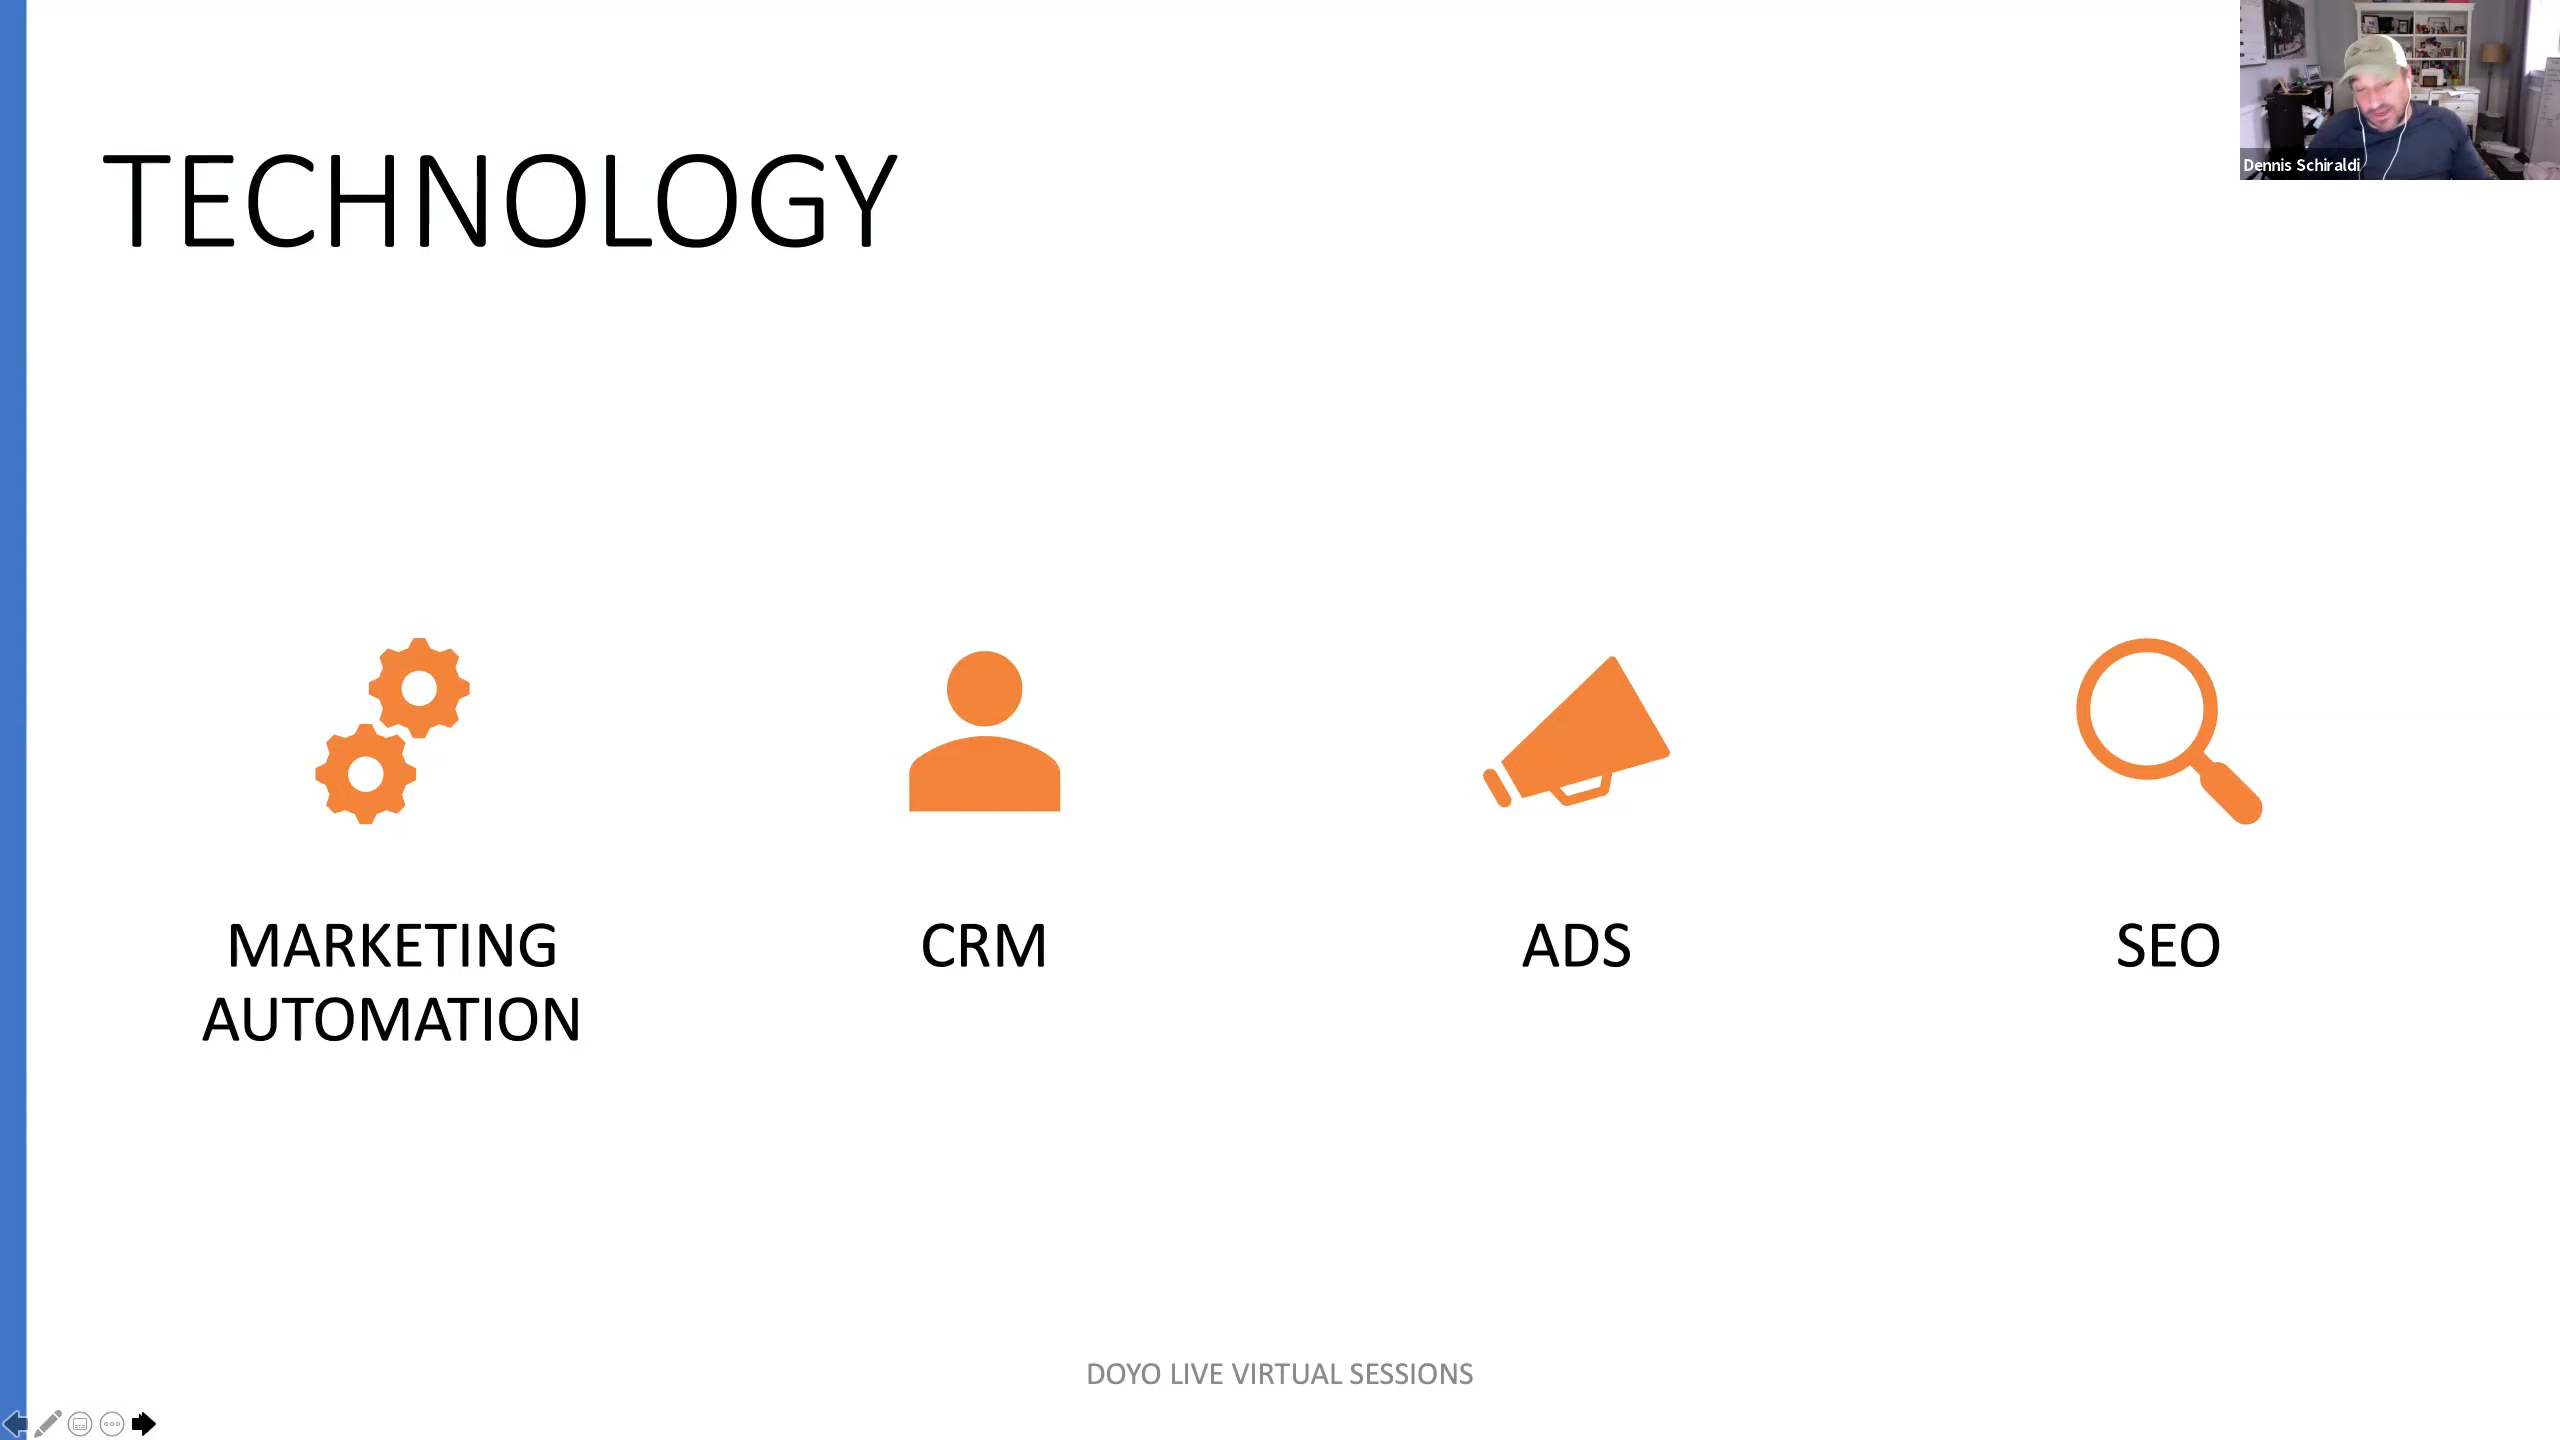 TECHNOLOGY
Dennis Schiraldi
MARKETING
AUTOMATION
CRM
ADS
SEO
DOYO LIVE VIRTUAL SESSIONS